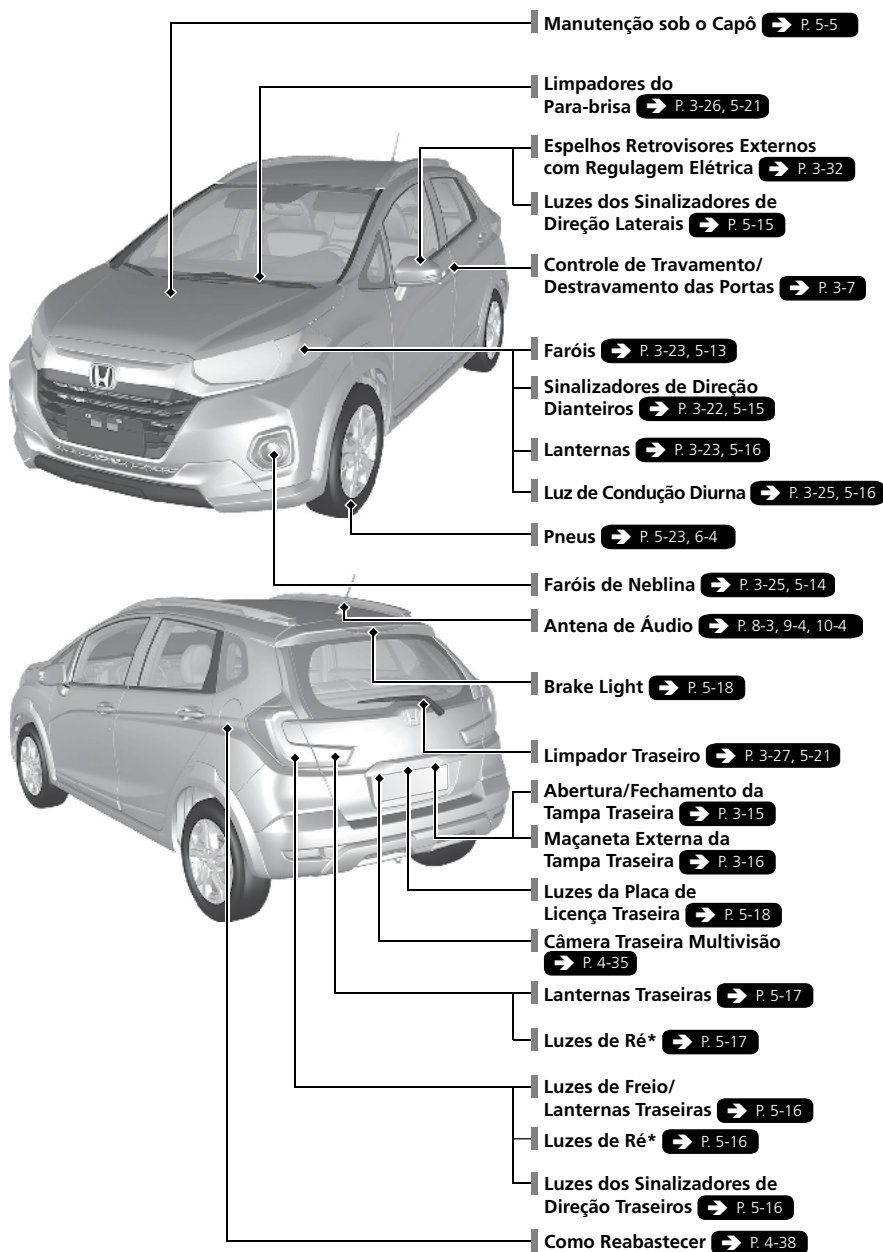 Manutenção sob o Capô P. 5-5
Limpadores do
Para-brisa P. 3-26, 5-21
Espelhos Retrovisores Externos
com Regulagem Elétrica P. 3-32
Luzes dos Sinalizadores de
Direção Laterais P. 5-15
Controle de Travamento/
Destravamento das Portas P. 3-7
Faróis P. 3-23, 5-13
Sinalizadores de Direção
Dianteiros P. 3-22, 5-15
Lanternas P. 3-23, 5-16
Luz de Condução Diurna P. 3-25, 5-16
Pneus P. 5-23, 6-4
Faróis de Neblina P. 3-25, 5-14
Antena de Áudio P. 8-3, 9-4, 10-4
Brake Light P. 5-18
Limpador Traseiro P. 3-27, 5-21
Abertura/Fechamento da
Tampa Traseira P. 3-15
Maçaneta Externa da
Tampa Traseira P. 3-16
Luzes da Placa de
Licença Traseira P. 5-18
Câmera Traseira Multivisão
P. 4-35
Lanternas Traseiras P. 5-17
Luzes de Ré* P. 5-17
Luzes de Freio/
Lanternas Traseiras P. 5-16
Luzes de Ré* P. 5-16
Luzes dos Sinalizadores de
Direção Traseiros P. 5-16
Como Reabastecer P. 4-38